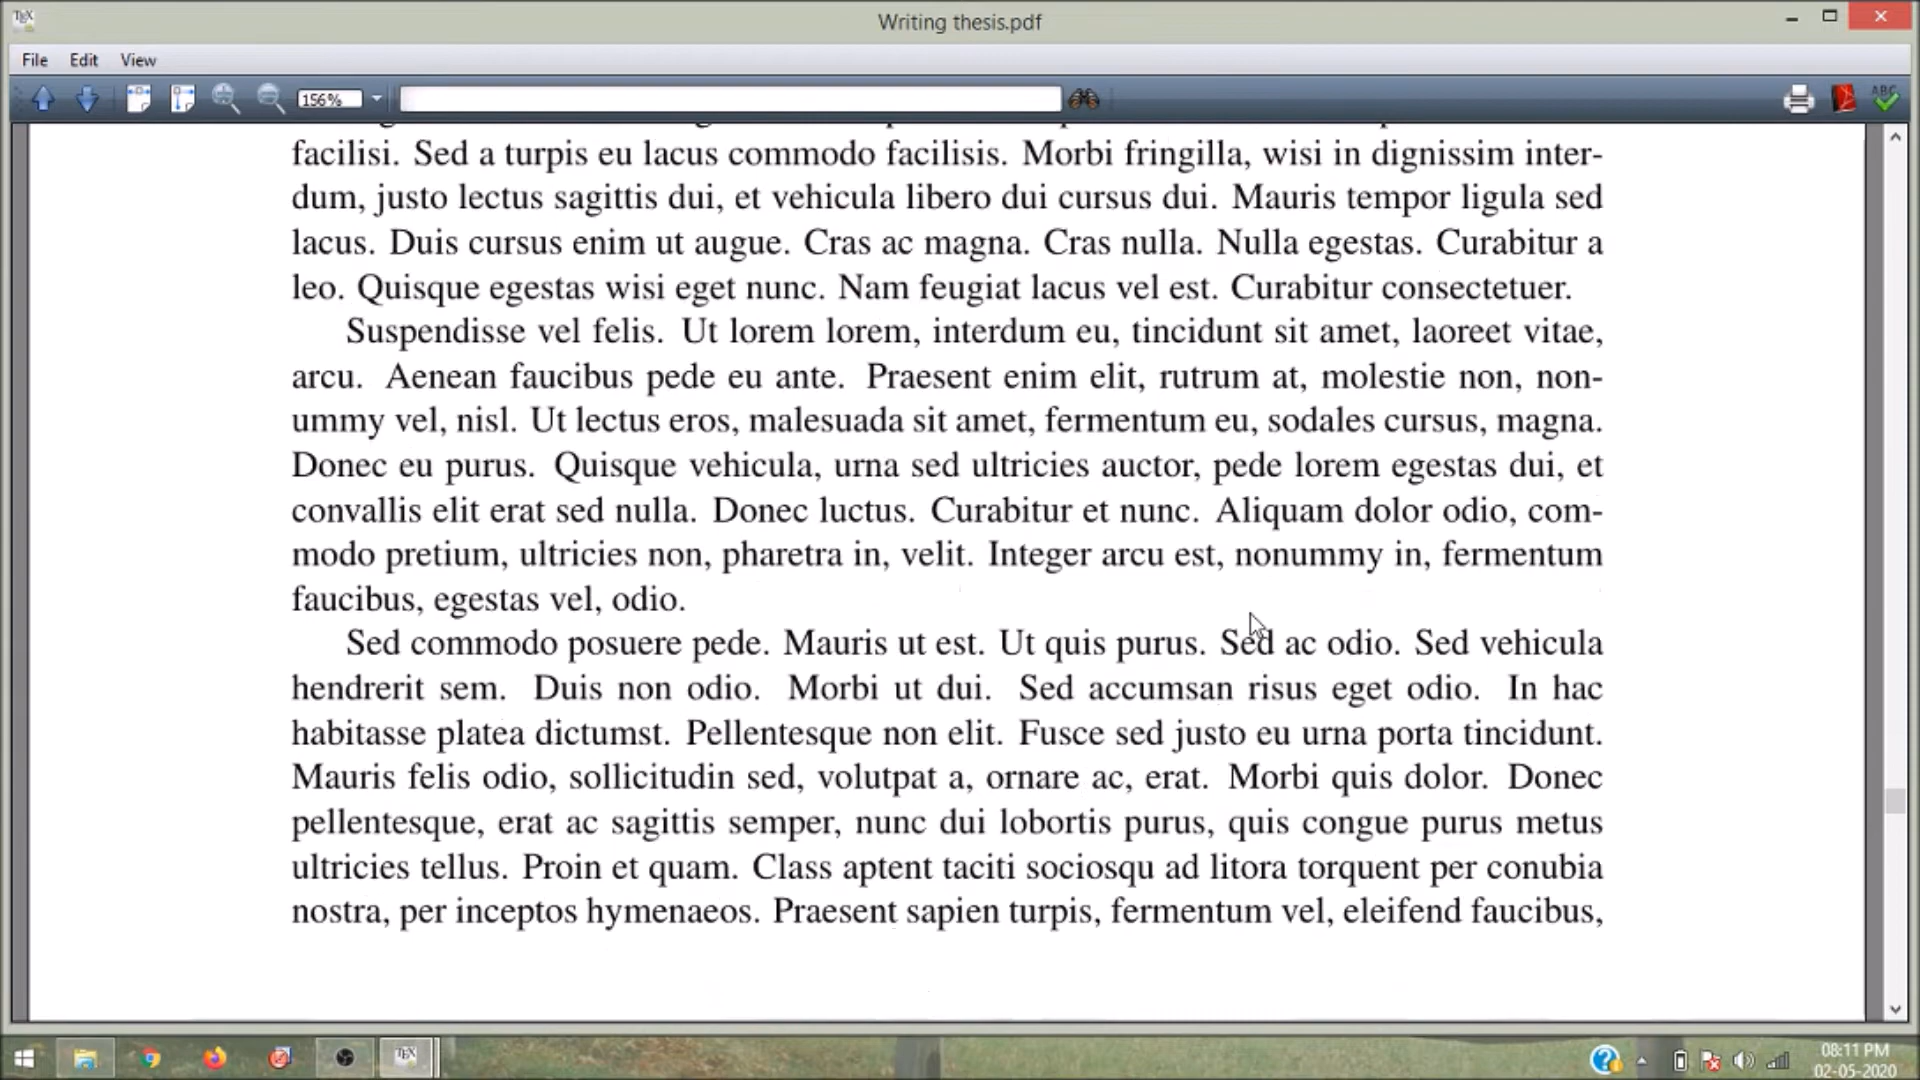 TEX
Writing thesis.pdf
File Edit View
156%
ABC
facilisi. Sed a turpis eu lacus commodo facilisis. Morbi fringilla, wisi in dignissim inter-
dum, justo lectus sagittis dui, et vehicula libero dui cursus dui. Mauris tempor ligula sed
lacus. Duis cursus enim ut augue. Cras ac magna. Cras nulla. Nulla egestas. Curabitur a
leo. Quisque egestas wisi eget nunc. Nam feugiat lacus vel est. Curabitur consectetuer.
Suspendisse vel felis. Ut lorem lorem, interdum eu, tincidunt sit amet, laoreet vitae,
arcu. Aenean faucibus pede eu ante. Praesent enim elit, rutrum at, molestie non, non-
ummy vel, nisl. Ut lectus eros, malesuada sit amet, fermentum eu, sodales cursus, magna.
Donec eu purus. Quisque vehicula, urna sed ultricies auctor, pede lorem egestas dui, et
convallis elit erat sed nulla. Donec luctus. Curabitur et nunc. Aliquam dolor odio, com-
modo pretium, ultricies non, pharetra in, velit. Integer arcu est, nonummy in, fermentum
faucibus, egestas vel, odio.
Sed commodo posuere pede. Mauris ut est. Ut quis purus. Sed ac odio. Sed vehicula
hendrerit sem. Duis non odio. Morbi ut dui. Sed accumsan risus eget odio. In hac
habitasse platea dictumst. Pellentesque non elit. Fusce sed justo eu urna porta tincidunt.
Mauris felis odio, sollicitudin sed, volutpat a, ornare ac, erat. Morbi quis dolor. Donec
pellentesque, erat ac sagittis semper, nunc dui lobortis purus, quis congue purus metus
ultricies tellus. Proin et quam. Class aptent taciti sociosqu ad litora torquent per conubia
nostra, per inceptos hymenaeos. Praesent sapien turpis, fermentum vel, eleifend faucibus,
TEX
08:11 PM
02-05-2020